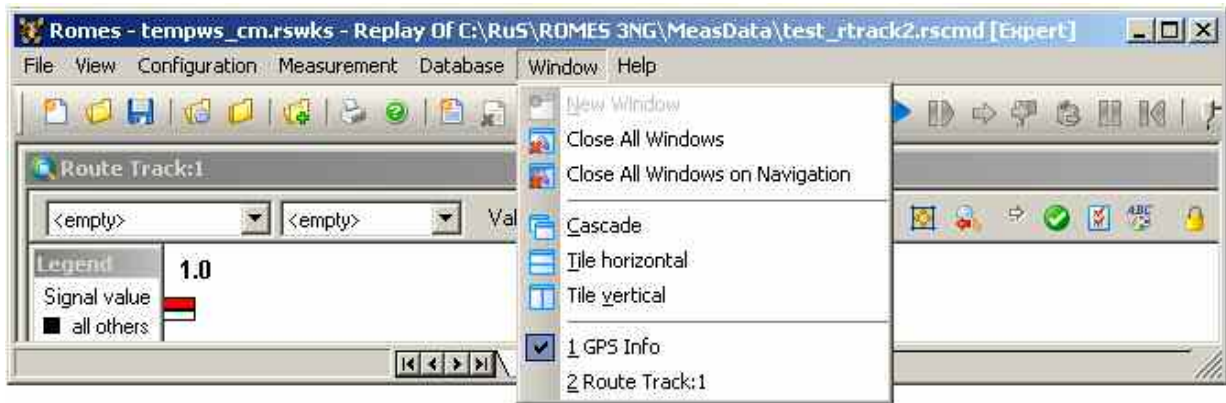 Romes - tempws_cm.rswks - Replay Of C:\RuS\ROMES 3NG\MeasData\test_rtrack2.rscmd [Expert]
File View Configuration Measurement Database Window Help
New Window
Close All Windows
Close All Windows on Navigation
Cascade
Tile horizontal
Tile vertical
1 GPS Info
2 Route Track:1
Route Track:1
<empty> <empty> Val
ABC
Legend
1.0
Signal value
all others